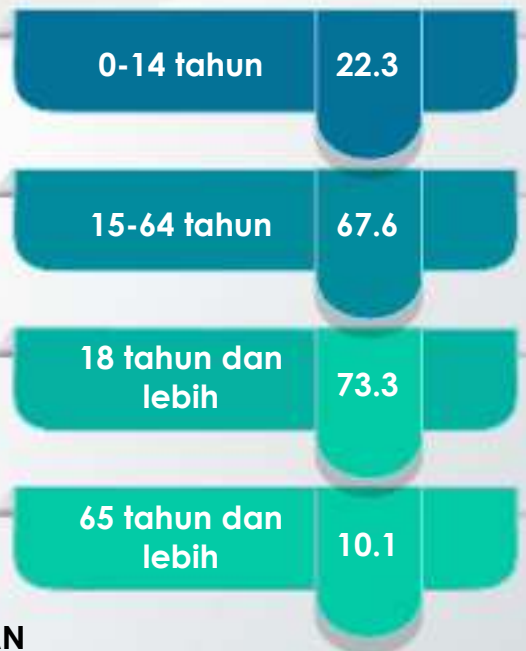 0-14 tahun 22.3
15-64 tahun 67.6
18 tahun dan
lebih 73.3
65 tahun dan
lebih 10.1